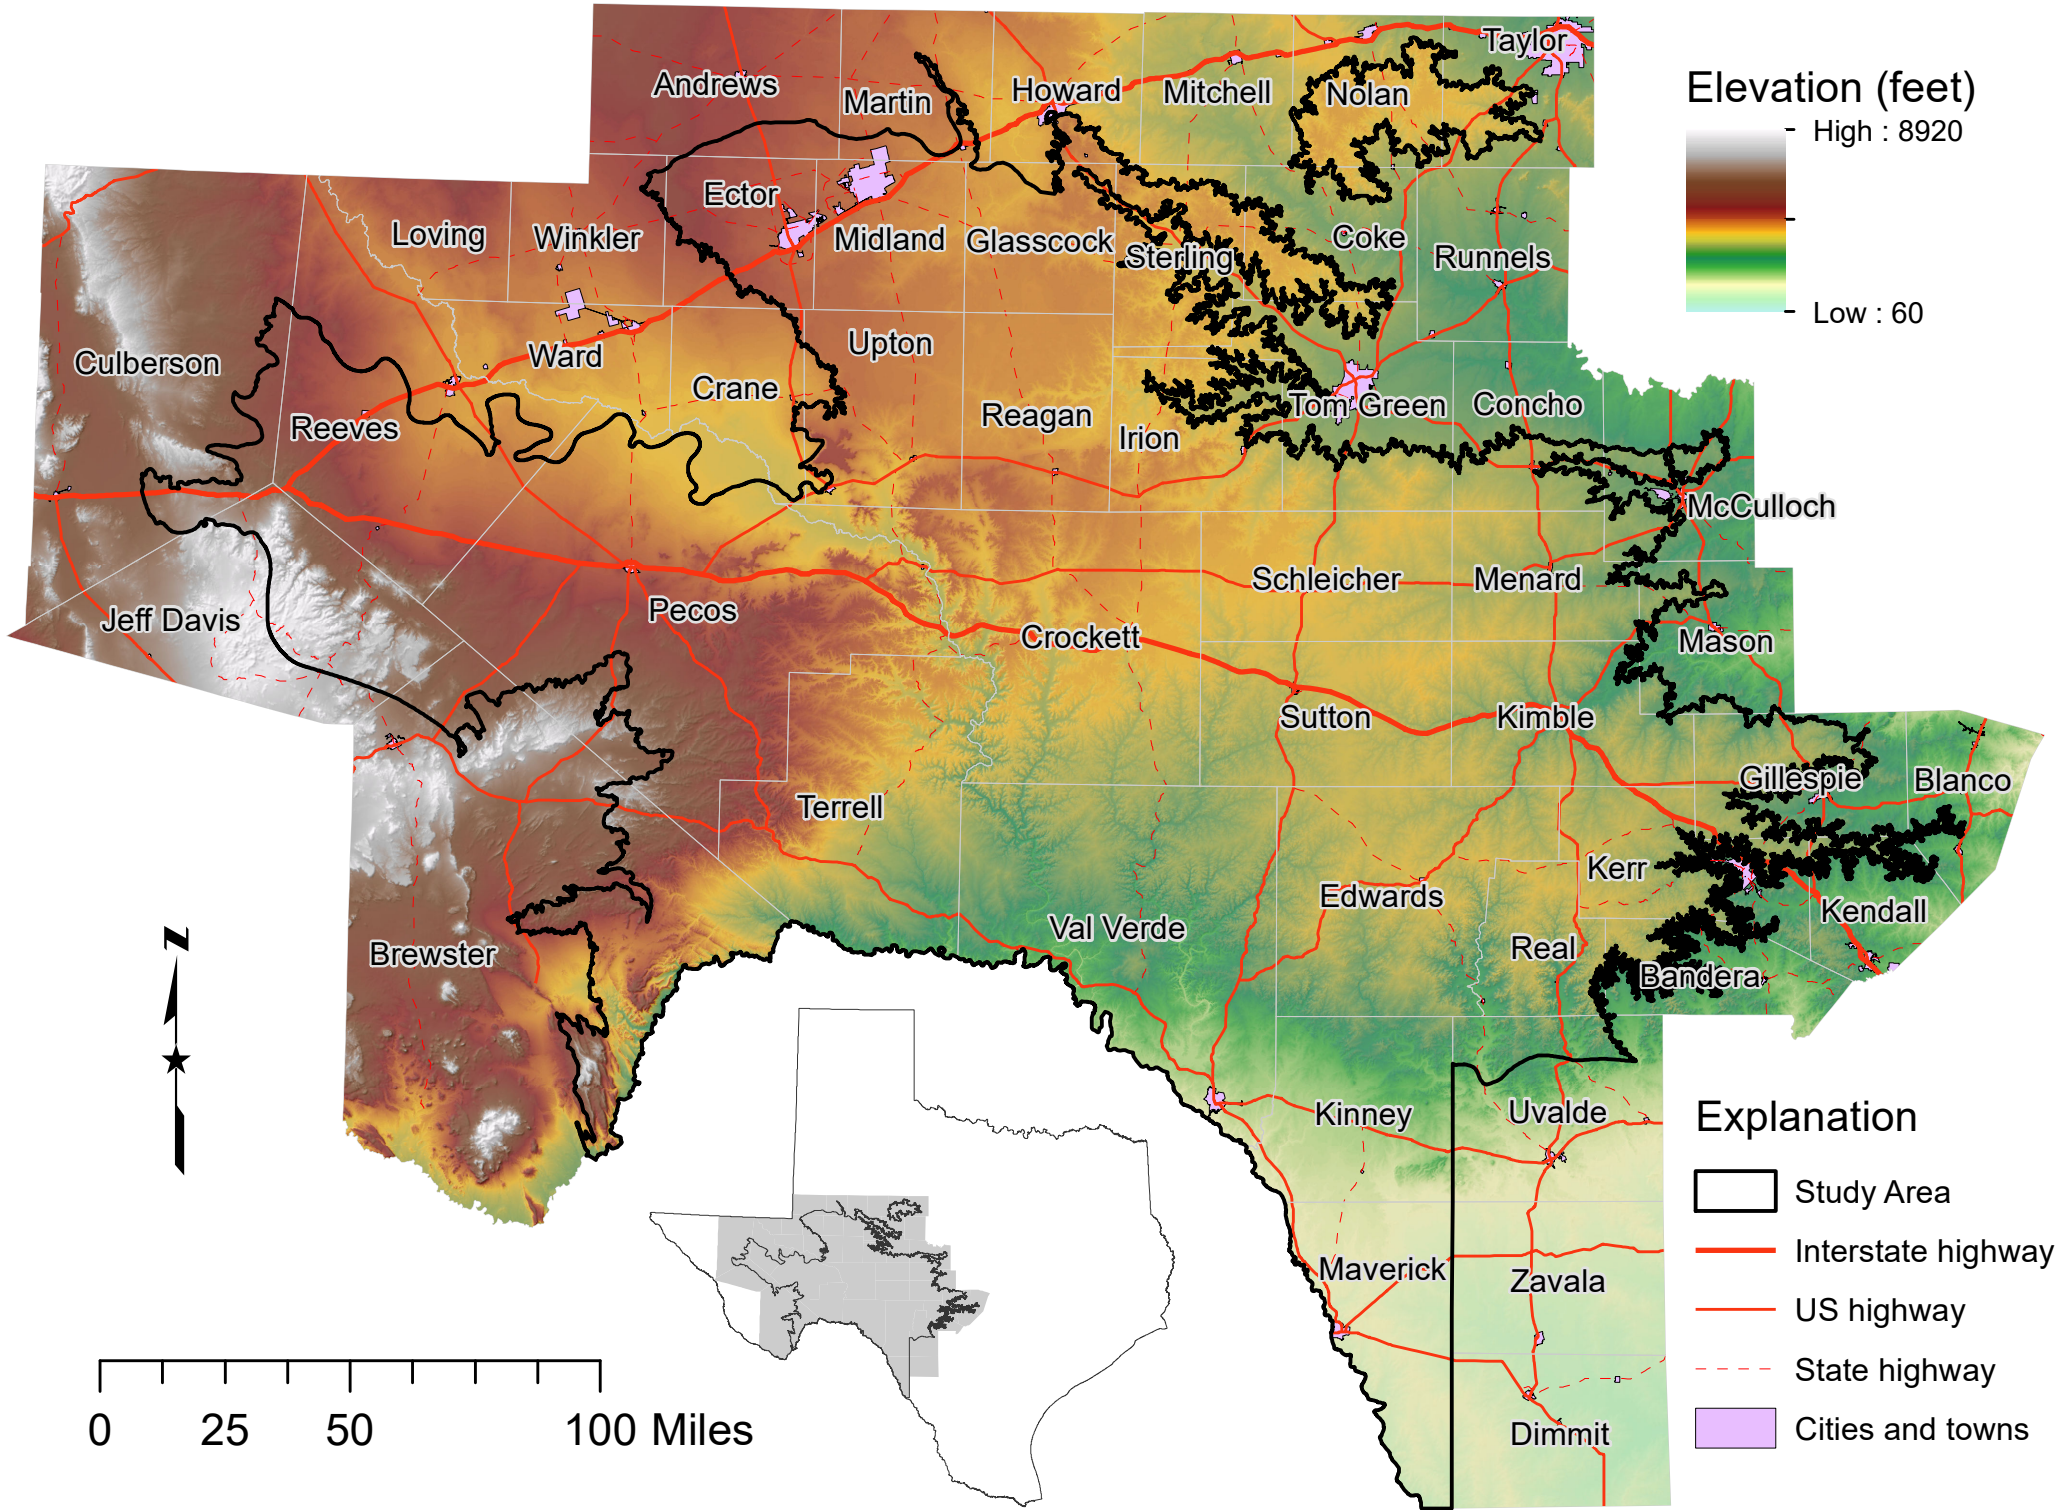 Taylor
Elevation (feet)
High : 8920
Low : 60
Andrews
Martin
Howard
Mitchell
Nolan
Ector
Loving
Winkler
Midland
Glasscock
Sterling
Coke
Runnels
Culberson
Ward
Upton
Crane
Reeves
Reagan
Irion
Tom Green
Concho
McCulloch
Schleicher
Menard
Jeff Davis
Pecos
Crockett
Mason
Sutton
Kimble
Gillespie
Blanco
Terrell
Kerr
Edwards
Kendall
Val Verde
Brewster
Real
Bandera
N
Kinney
Uvalde
Maverick
Zavala
Dimmit
Explanation
Study Area
Interstate highway
US highway
State highway
Cities and towns
0 25 50 100 Miles